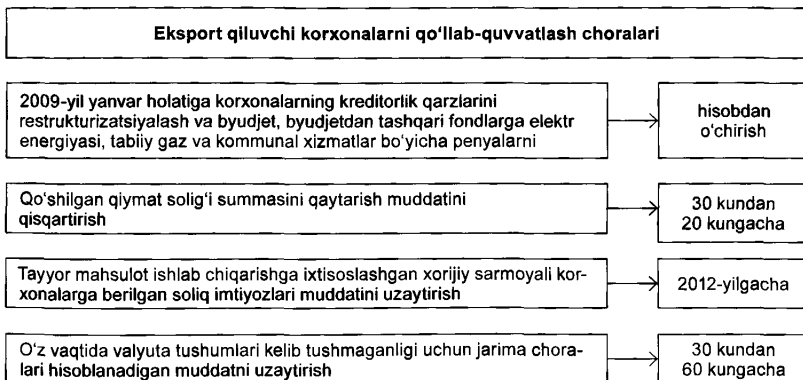 Eksport qiluvchi korxonalarni qo‘llab-quvvatlash choralari
2009-yil yanvar holatiga korxonalarning kreditorlik qarzlarini
restrukturizatsiyalash va byudjet, byudjetdan tashqari fondlarga elektr
energiyasi, tabiiy gaz va kommunal xizmatlar bo‘yicha penyalarni
hisobdan
o‘chirish
Qo‘shilgan qiymat solig‘i summasini qaytarish muddatini
qisqartirish
30 kundan
20 kungacha
Tayyor mahsulot ishlab chiqarishga ixtisoslashgan xorijiy sarmoyali kor-
xonalarga berilgan soliq imtiyozlari muddatini uzaytirish
2012-yilgacha
O‘z vaqtida valyuta tushumlari kelib tushmaganligi uchun jarima chora-
lari hisoblanadigan muddatni uzaytirish
30 kundan
60 kungacha